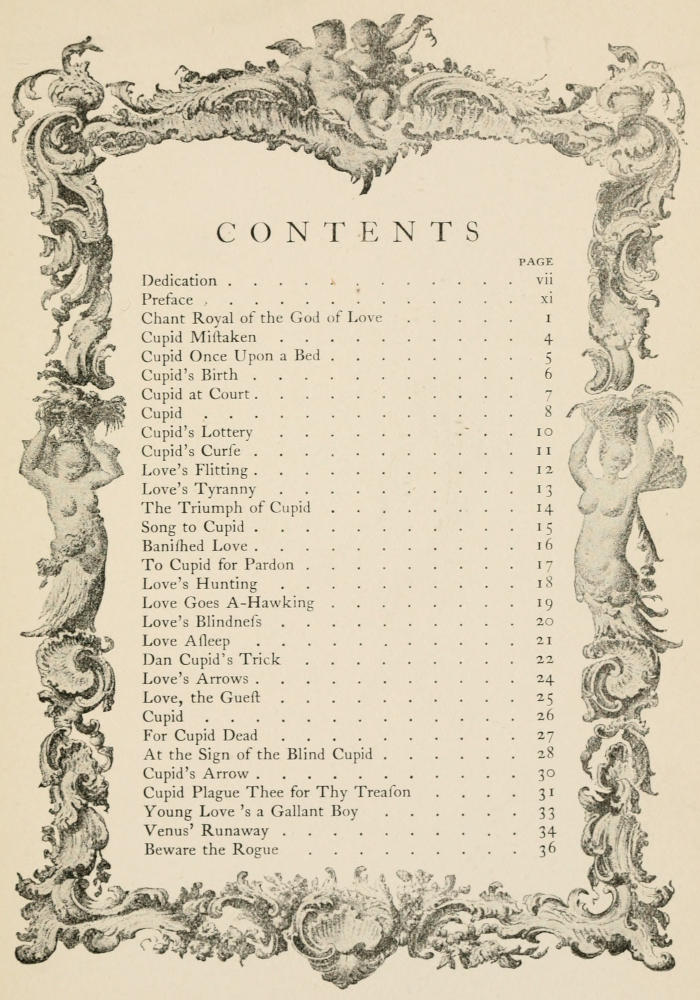 CONTENTS
PAGE
Dedication . . . . . . . . . . . . . vii
Preface . . . . . . . . . . . . . xi
Chant Royal of the God of Love . . . . . 1
Cupid Miſtaken . . . . . . . . . . 4
Cupid Once Upon a Bed . . . . . . . . 5
Cupid's Birth . . . . . . . . . . . 6
Cupid at Court . . . . . . . . . . . 7
Cupid . . . . . . . . . . . . . 8
Cupid's Lottery . . . . . . . . . . 10
Cupid's Curſe . . . . . . . . . . . 11
Love's Flitting . . . . . . . . . . . 12
Love's Tyranny . . . . . . . . . . 13
The Triumph of Cupid . . . . . . . . 14
Song to Cupid . . . . . . . . . . . 15
Baniſhed Love . . . . . . . . . . . 16
To Cupid for Pardon . . . . . . . . . 17
Love's Hunting . . . . . . . . . . 18
Love Goes A-Hawking . . . . . . . . 19
Love's Blindneſs . . . . . . . . . . 20
Love Aſleep . . . . . . . . . . . 21
Dan Cupid's Trick . . . . . . . . . 22
Love's Arrows . . . . . . . . . . . 24
Love, the Gueſt . . . . . . . . . . 25
Cupid . . . . . . . . . . . . . 26
For Cupid Dead . . . . . . . . . . 27
At the Sign of the Blind Cupid . . . . . . 28
Cupid's Arrow . . . . . . . . . . . 30
Cupid Plague Thee for Thy Treaſon . . . . 31
Young Love 's a Gallant Boy . . . . . . 33
Venus' Runaway . . . . . . . . . . 34
Beware the Rogue . . . . . . . . . 36